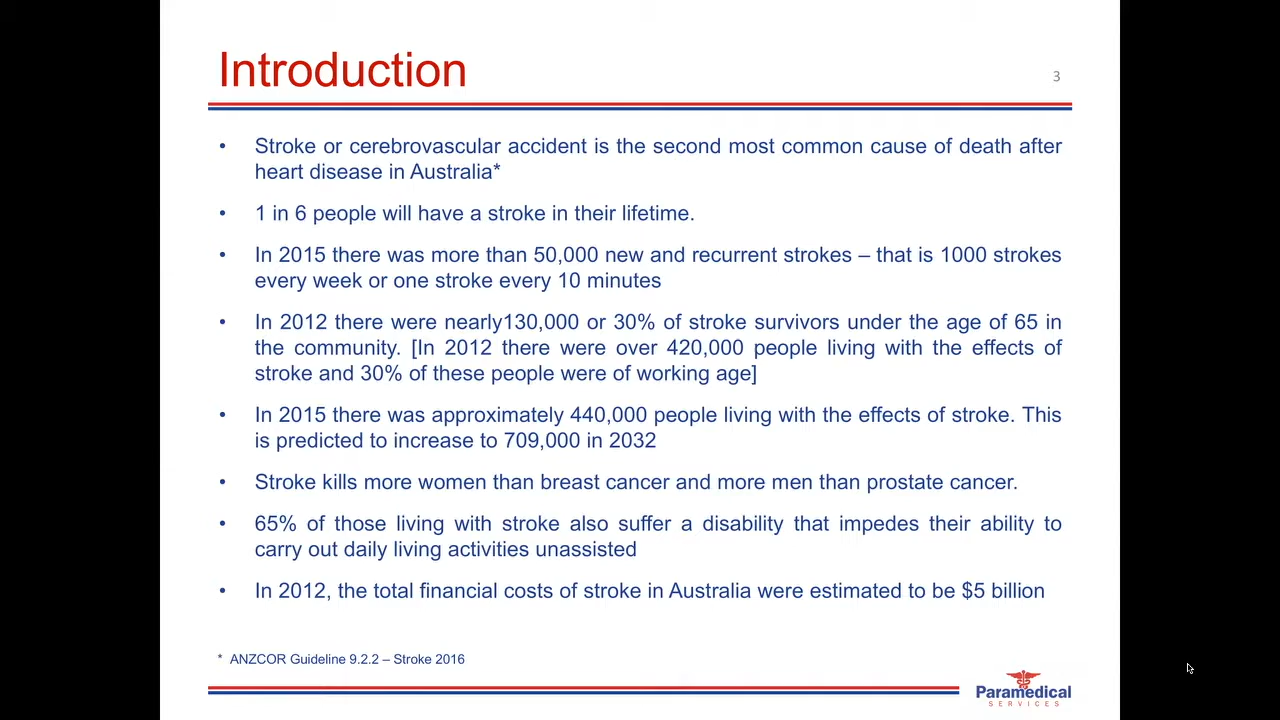 Introduction
3
• Stroke or cerebrovascular accident is the second most common cause of death after
heart disease in Australia*
• 1 in 6 people will have a stroke in their lifetime.
• In 2015 there was more than 50,000 new and recurrent strokes – that is 1000 strokes
every week or one stroke every 10 minutes
• In 2012 there were nearly130,000 or 30% of stroke survivors under the age of 65 in
the community. [In 2012 there were over 420,000 people living with the effects of
stroke and 30% of these people were of working age]
• In 2015 there was approximately 440,000 people living with the effects of stroke. This
is predicted to increase to 709,000 in 2032
• Stroke kills more women than breast cancer and more men than prostate cancer.
• 65% of those living with stroke also suffer a disability that impedes their ability to
carry out daily living activities unassisted
• In 2012, the total financial costs of stroke in Australia were estimated to be $5 billion
* ANZCOR Guideline 9.2.2 – Stroke 2016
Paramedical
SERVICES